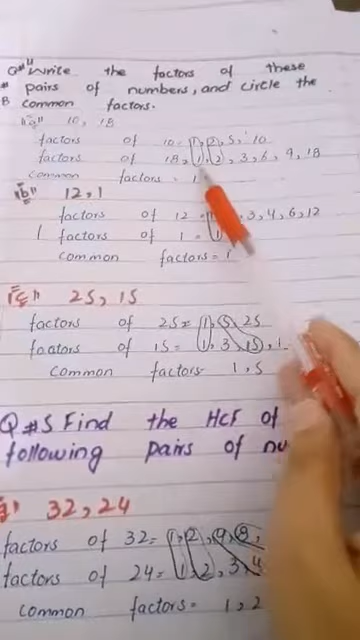 Q#4 Write the factors of these
# pairs of numbers, and circle the
B common factors.
"a" 10, 18
factors of 10 = 1, 2, 5, 10
factors of 18, 1, 2, 3, 6, 9, 18
common factors = 1
"b" 12, 1
factors of 12 = 3, 4, 6, 12
factors of 1 = 1
common factors = 1
"c" 25, 15
factors of 25 = 1, 5, 25
faators of 15 = 1, 3, 15, 1
common factors 1, 5
Q#5 Find the HCF of
following pairs of nu
32, 24
factors of 32 = 1, 2, 4, 8,
factors of 24 = 1, 2, 3, 4
common factors = 1, 2